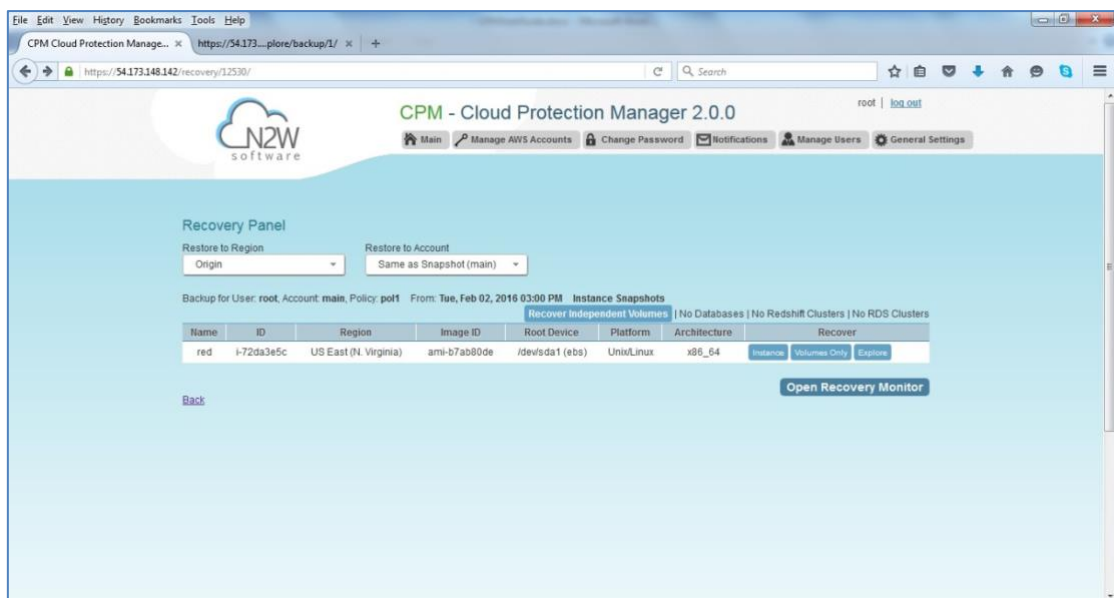 File Edit View History Bookmarks Tools Help
CPM Cloud Protection Manage... × https://54.173....plore/backup/1/ × +
https://54.173.148.142/recovery/12530/ Search
N2W
software
CPM - Cloud Protection Manager 2.0.0
root | log out
Main Manage AWS Accounts Change Password Notifications Manage Users General Settings
Recovery Panel
Restore to Region Restore to Account
Origin Same as Snapshot (main)
Backup for User: root, Account: main, Policy: pol1 From: Tue, Feb 02, 2016 03:00 PM Instance Snapshots
Recover Independent Volumes | No Databases | No Redshift Clusters | No RDS Clusters
Name ID Region Image ID Root Device Platform Architecture Recover
red i-72da3e5c US East (N. Virginia) ami-b7ab80de /dev/sda1 (ebs) Unix/Linux x86_64 Instance Volumes Only Explore
Open Recovery Monitor
Back